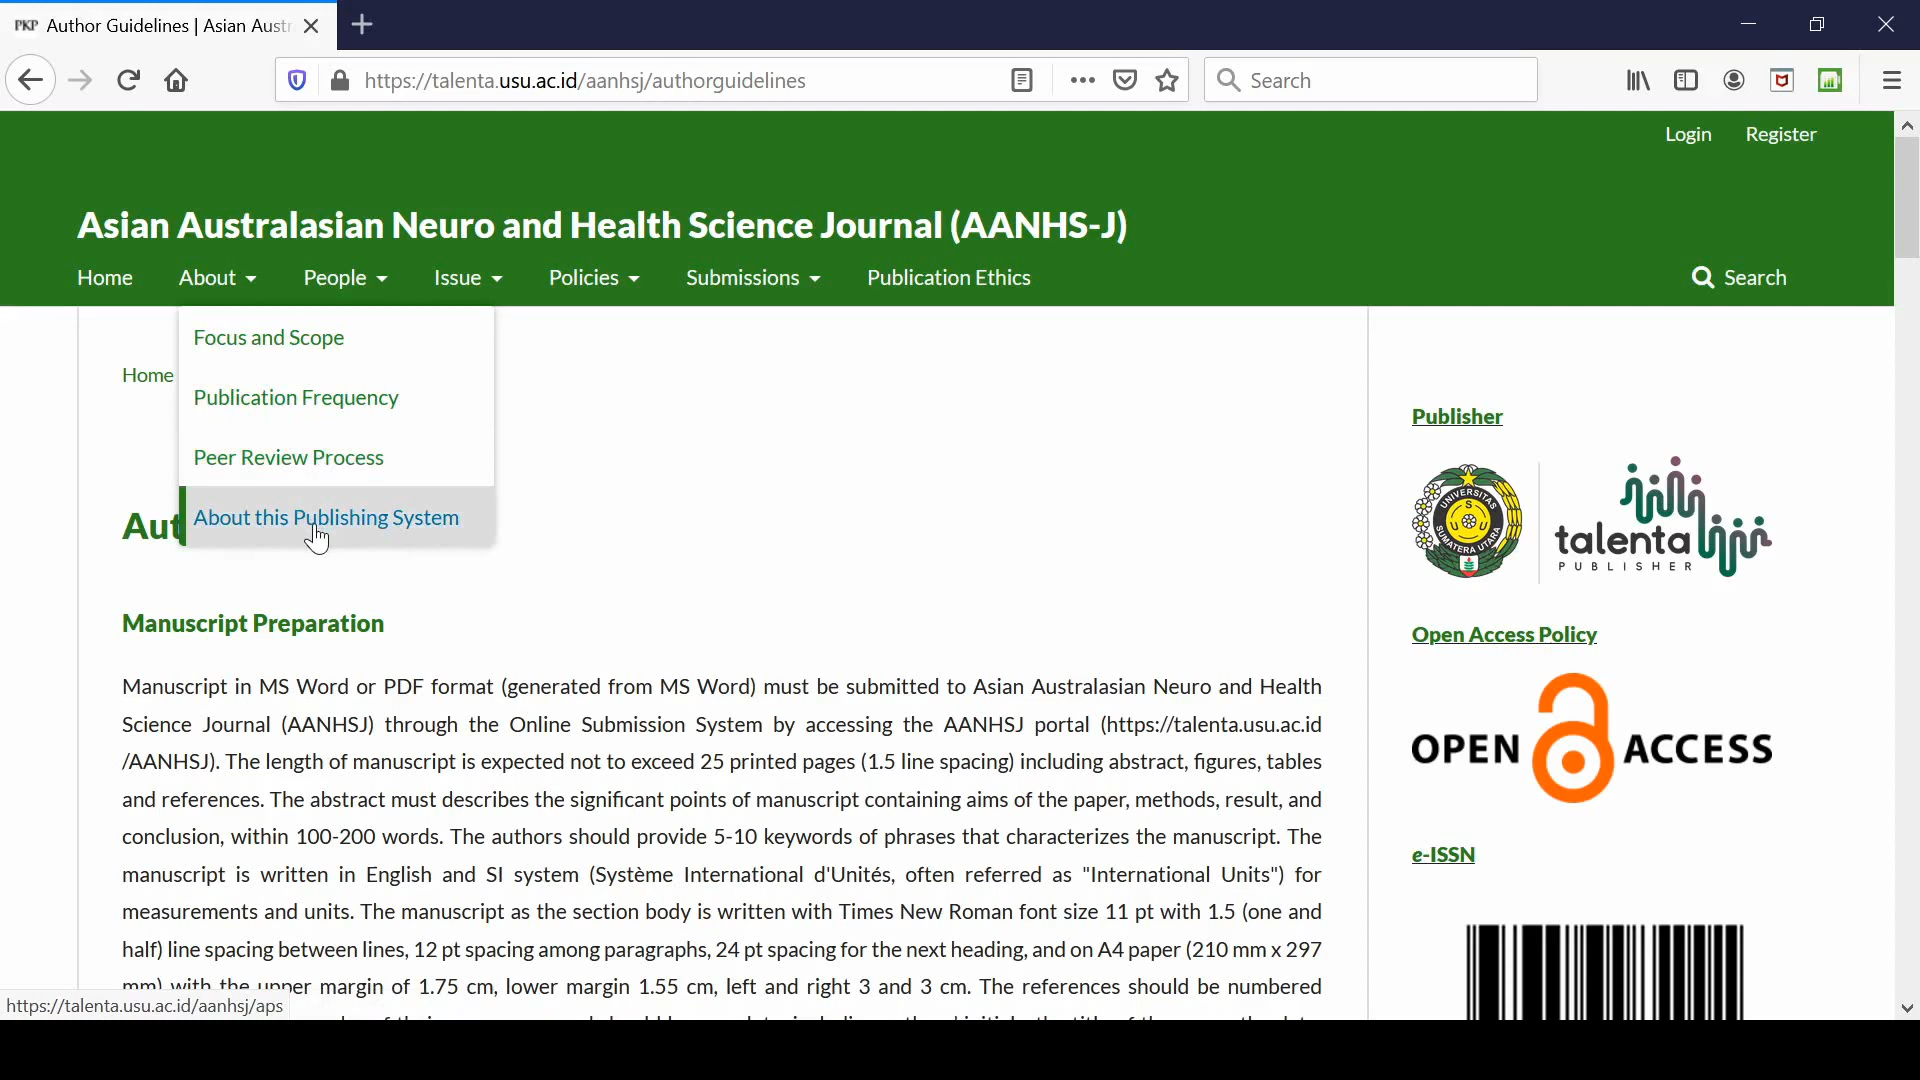 PKP Author Guidelines | Asian Austr
https://talenta.usu.ac.id/aanhsj/authorguidelines
Search
Login Register
Asian Australasian Neuro and Health Science Journal (AANHS-J)
Home About People Issue Policies Submissions Publication Ethics Search
Focus and Scope
Home
Publication Frequency
Peer Review Process
About this Publishing System
Aut
Manuscript Preparation
Manuscript in MS Word or PDF format (generated from MS Word) must be submitted to Asian Australasian Neuro and Health
Science Journal (AANHSJ) through the Online Submission System by accessing the AANHSJ portal (https://talenta.usu.ac.id
/AANHSJ). The length of manuscript is expected not to exceed 25 printed pages (1.5 line spacing) including abstract, figures, tables
and references. The abstract must describes the significant points of manuscript containing aims of the paper, methods, result, and
conclusion, within 100-200 words. The authors should provide 5-10 keywords of phrases that characterizes the manuscript. The
manuscript is written in English and SI system (Système International d'Unités, often referred as "International Units") for
measurements and units. The manuscript as the section body is written with Times New Roman font size 11 pt with 1.5 (one and
half) line spacing between lines, 12 pt spacing among paragraphs, 24 pt spacing for the next heading, and on A4 paper (210 mm x 297
mm) with the upper margin of 1.75 cm, lower margin 1.55 cm, left and right 3 and 3 cm. The references should be numbered
https://talenta.usu.ac.id/aanhsj/aps
Publisher
UNIVERSITAS
SUMATERA UTARA
talenta
PUBLISHER
Open Access Policy
OPEN ACCESS
e-ISSN